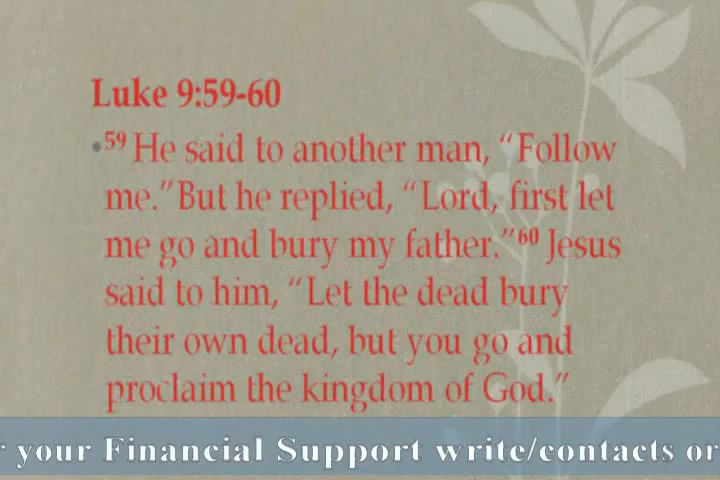 Luke 9:59-60
•59 He said to another man, “Follow
me.”But he replied, “Lord, first let
me go and bury my father.”60 Jesus
said to him, “Let the dead bury
their own dead, but you go and
proclaim the kingdom of God.”
r your Financial Support write/contacts or